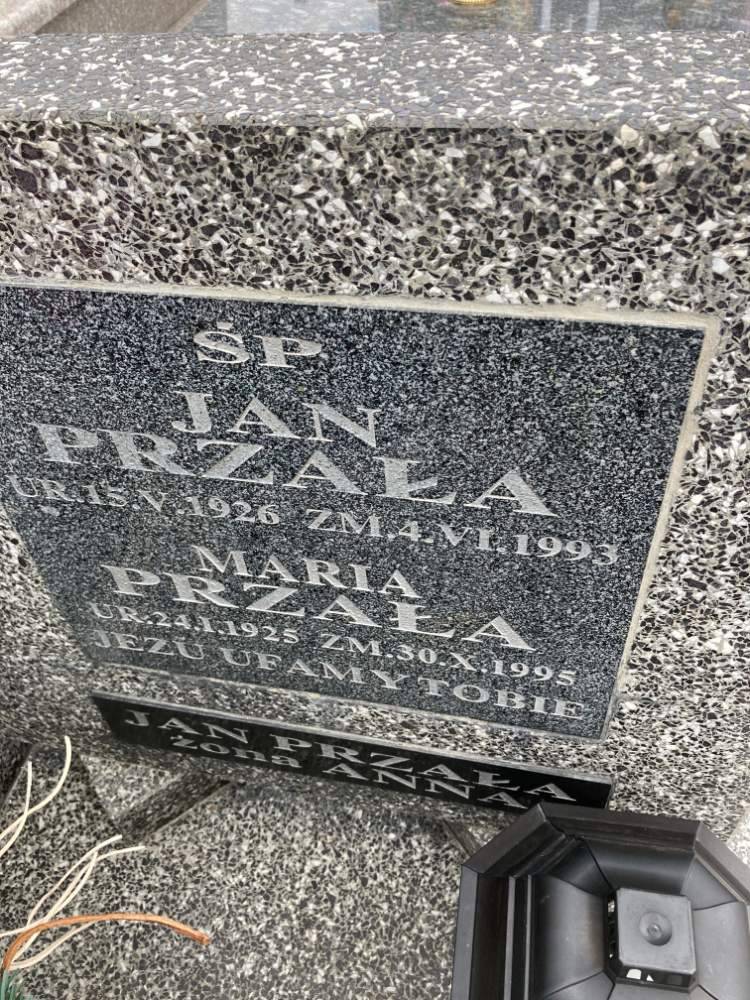 ŚP
JAN
PRZAŁA
UR.15.V.1926 ZM.4.VI.1993
MARIA
PRZAŁA
UR.24.I.1925 ZM.30.X.1995
JEZU UFAMY TOBIE
JAN PRZAŁA
żona ANNA